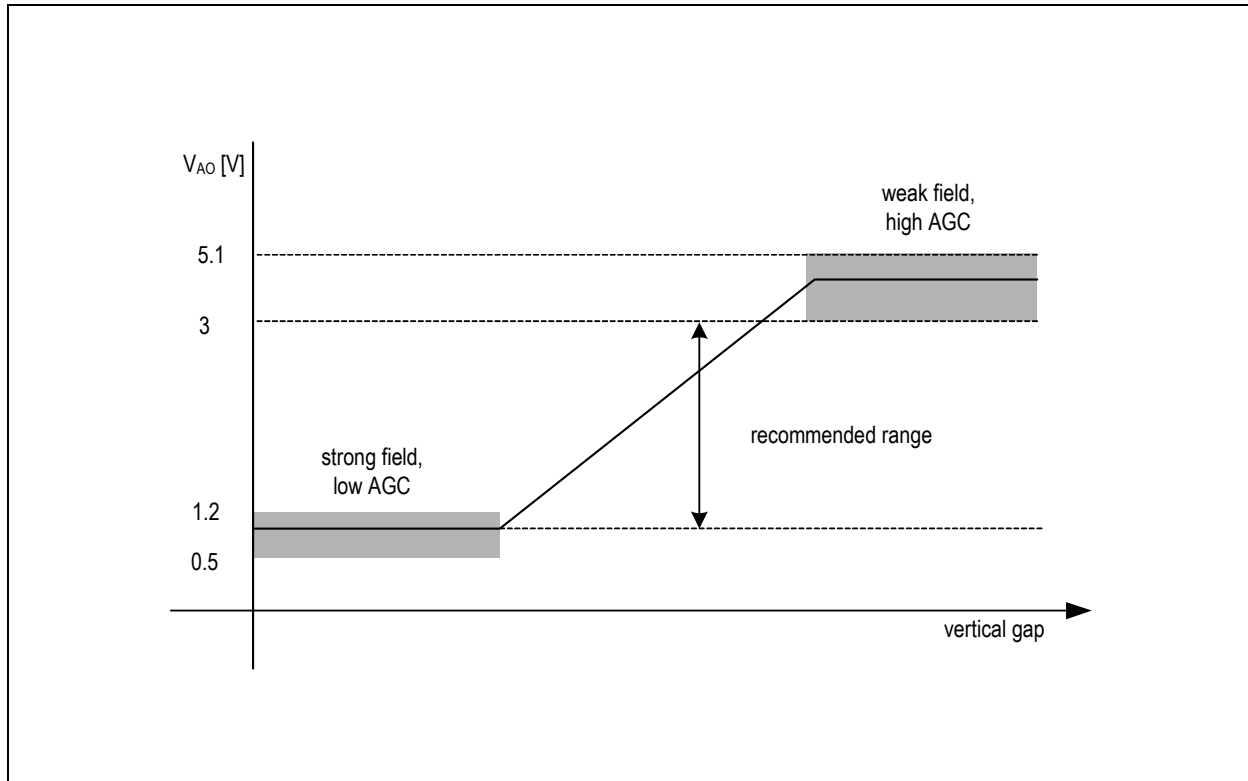 V_AO [V]
weak field,
high AGC
5.1
3
recommended range
strong field,
low AGC
1.2
0.5
vertical gap